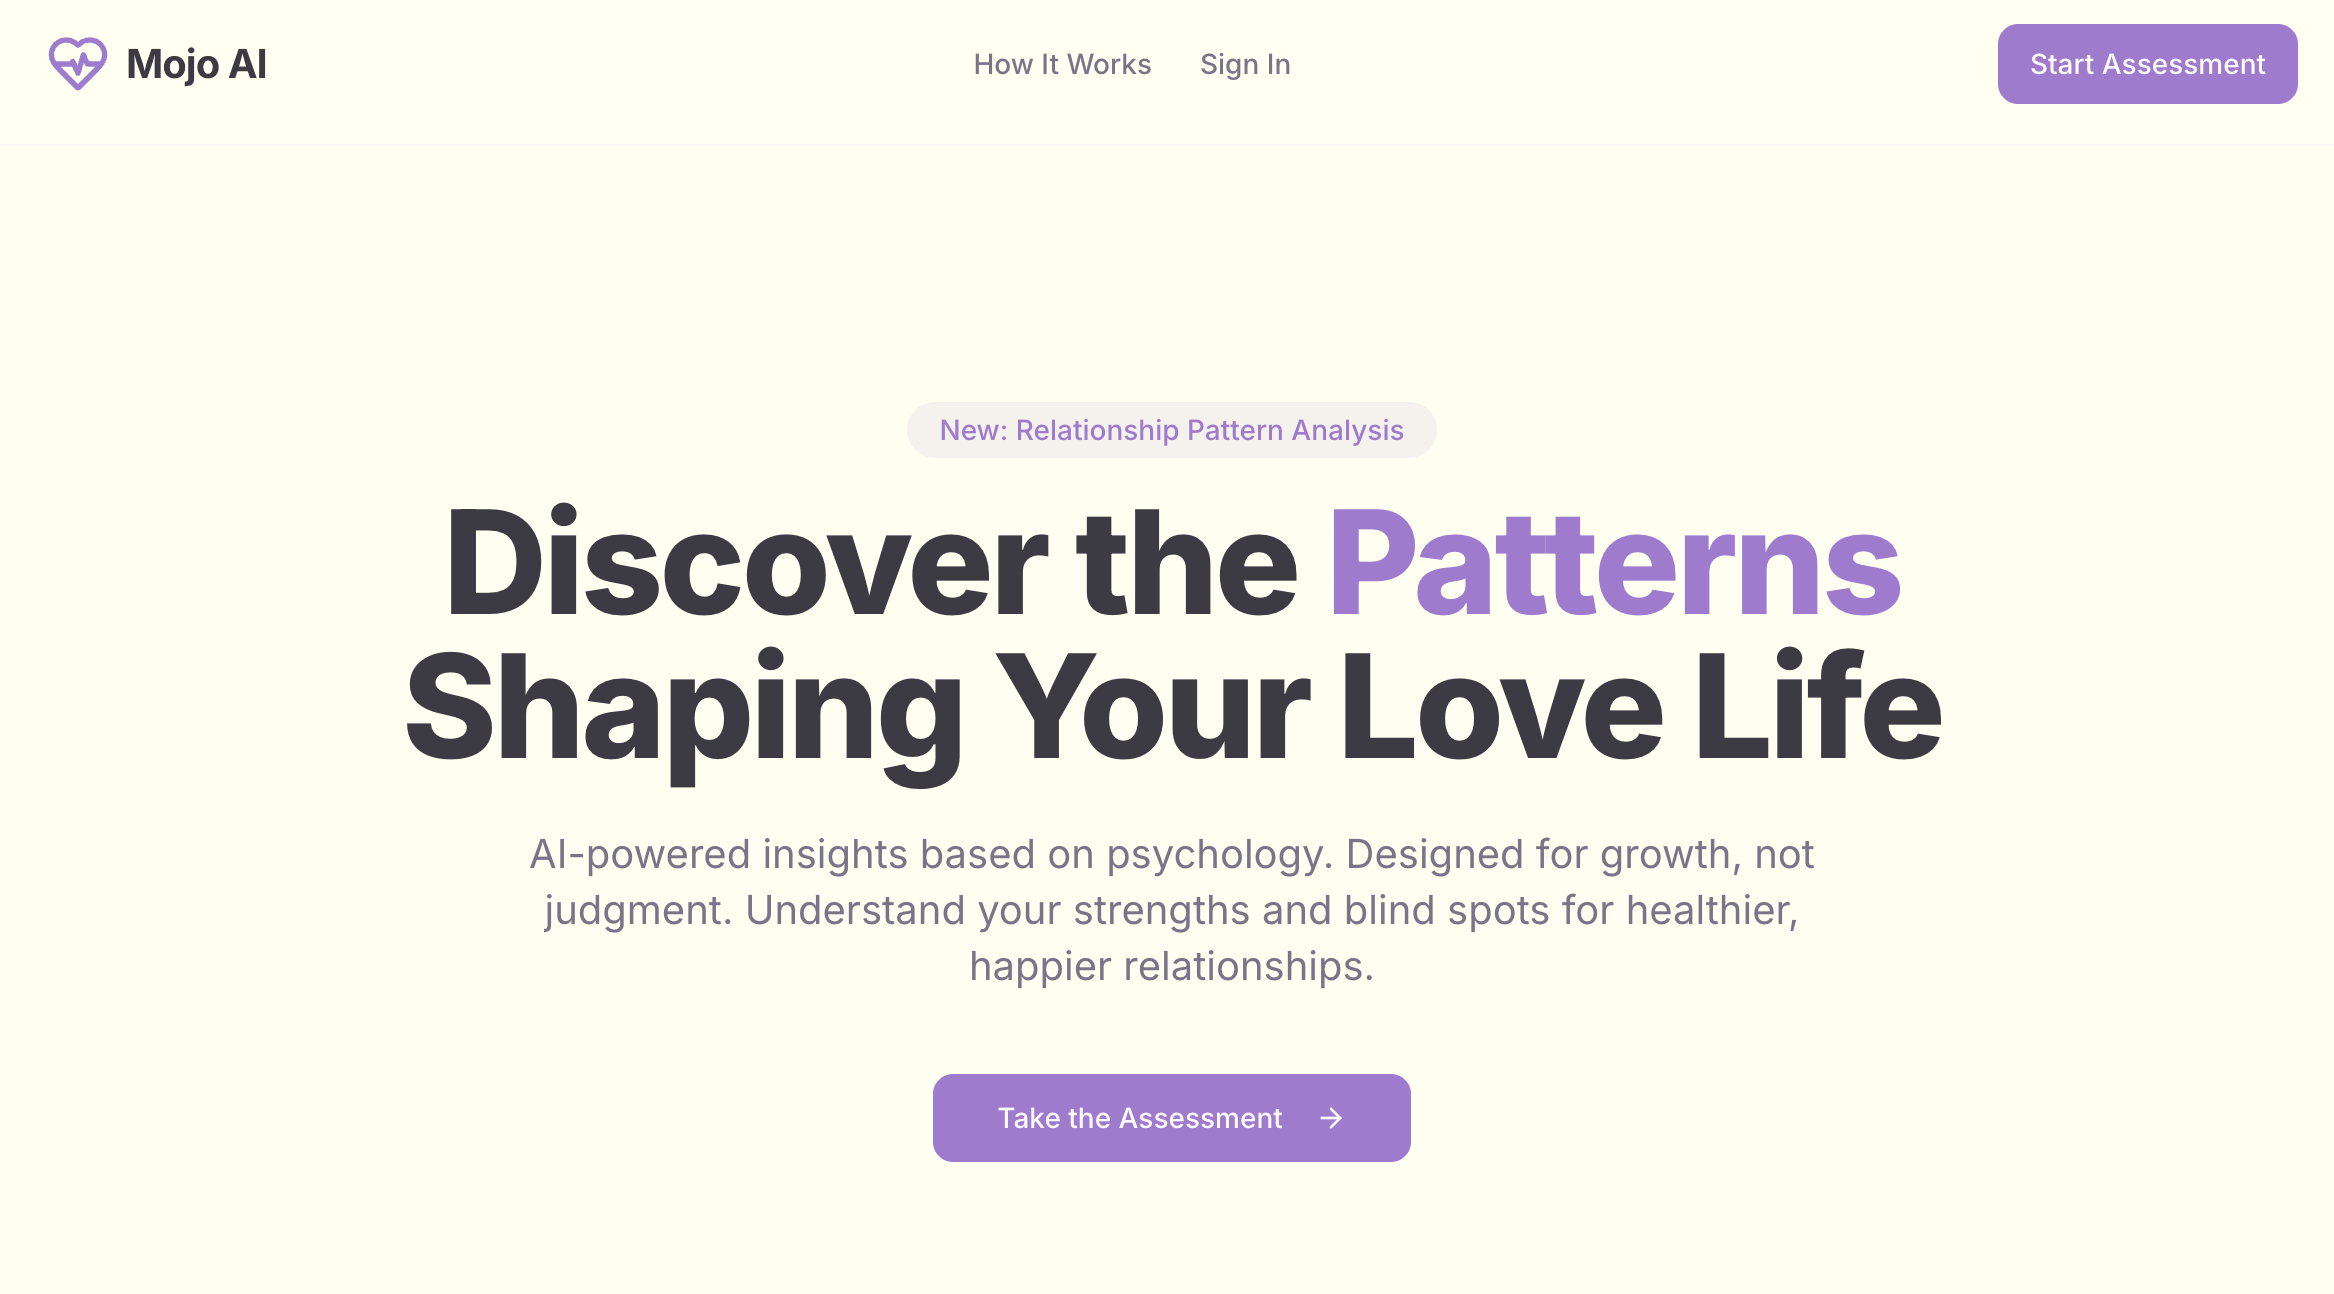 Mojo AI
How It Works
Sign In
Start Assessment
New: Relationship Pattern Analysis
Discover the Patterns
Shaping Your Love Life
AI-powered insights based on psychology. Designed for growth, not
judgment. Understand your strengths and blind spots for healthier,
happier relationships.
Take the Assessment